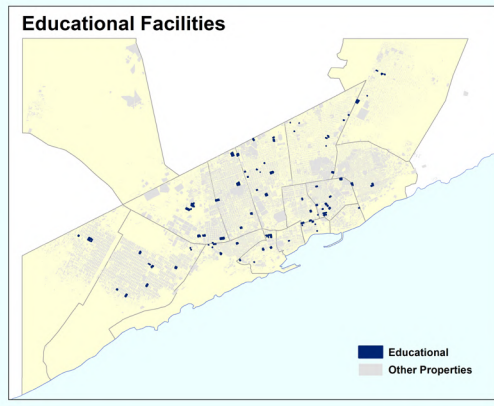 Educational Facilities
Educational
Other Properties